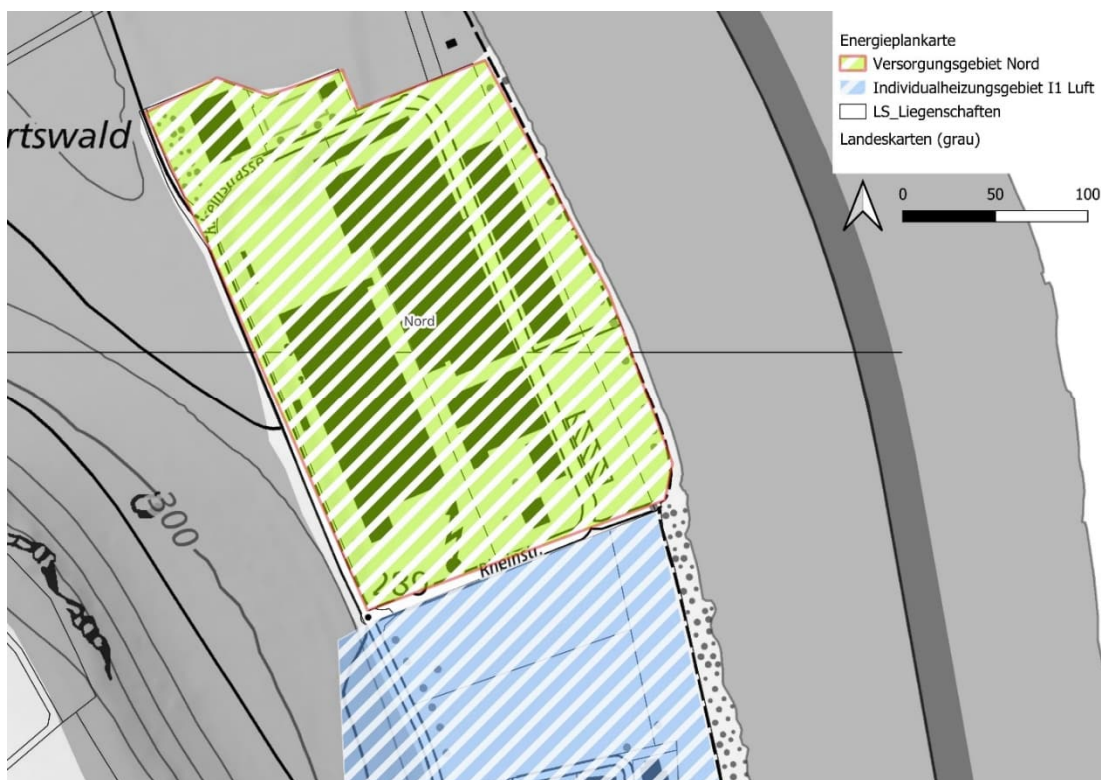 Energieplankarte
Versorgungsgebiet Nord
Individualheizungsgebiet I1 Luft
LS_Liegenschaften
Landeskarten (grau)
0 50 100
rtswald
Nord
300
Rheinstr.